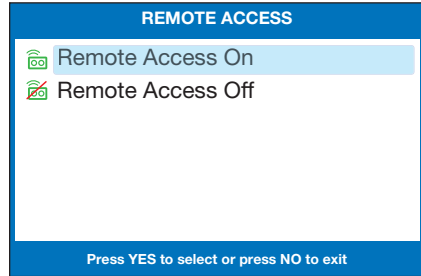 REMOTE ACCESS
Remote Access On
Remote Access Off
Press YES to select or press NO to exit